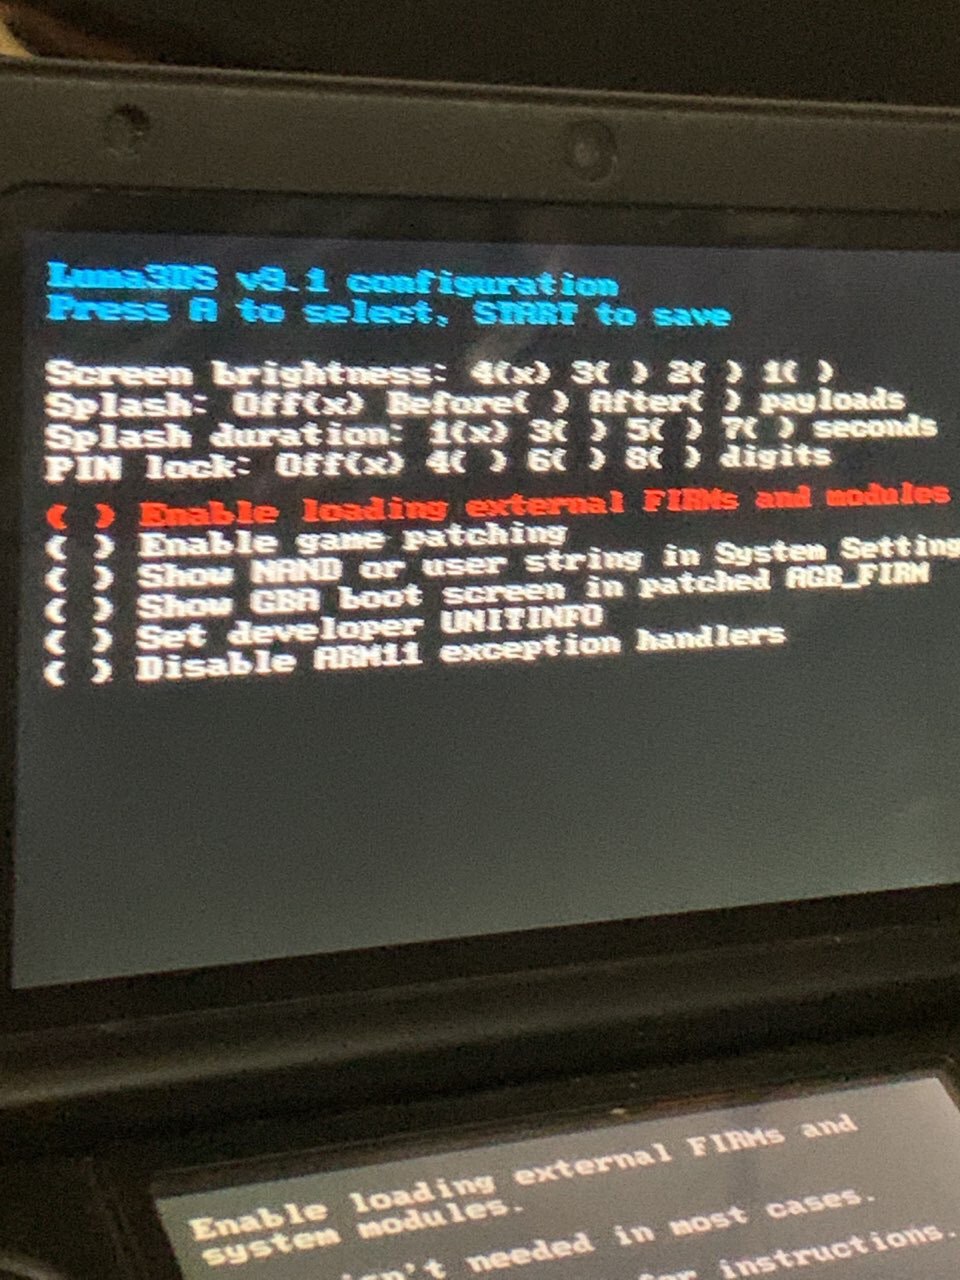 Luma3DS v9.1 configuration
Press A to select, START to save
Screen brightness: 4(x) 3( ) 2( ) 1( )
Splash: Off(x) Before( ) After( ) payloads
Splash duration: 1(x) 3( ) 5( ) 7( ) seconds
PIN lock: Off(x) 4( ) 6( ) 8( ) digits
( ) Enable loading external FIRMs and modules
( ) Enable game patching
( ) Show NAND or user string in System Setting
( ) Show GBA boot screen in patched AGB_FIRM
( ) Set developer UNITINFO
( ) Disable ARM11 exception handlers
Enable loading external FIRMs and
system modules.
needed in most cases.
instructions.